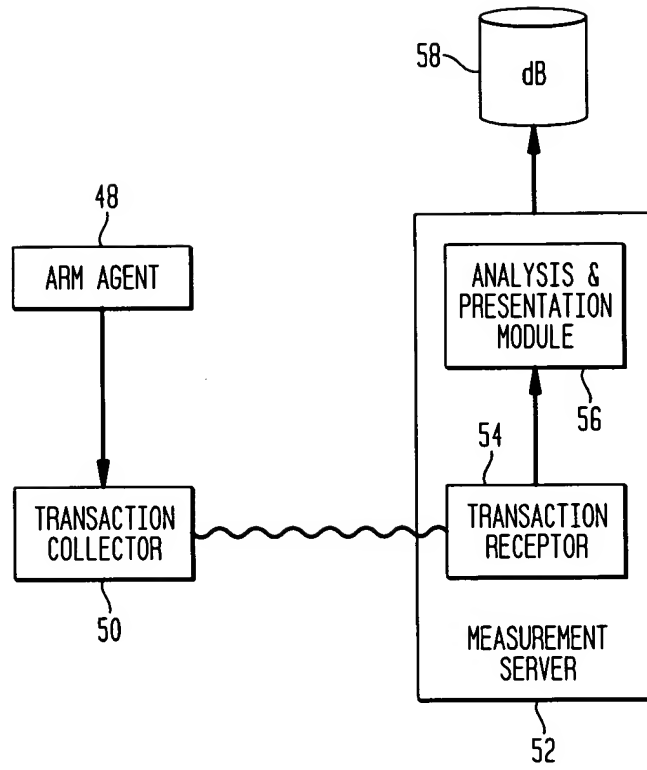 58
dB
48
ARM AGENT
ANALYSIS &
PRESENTATION
MODULE
56
54
TRANSACTION
COLLECTOR
50
TRANSACTION
RECEPTOR
MEASUREMENT
SERVER
52